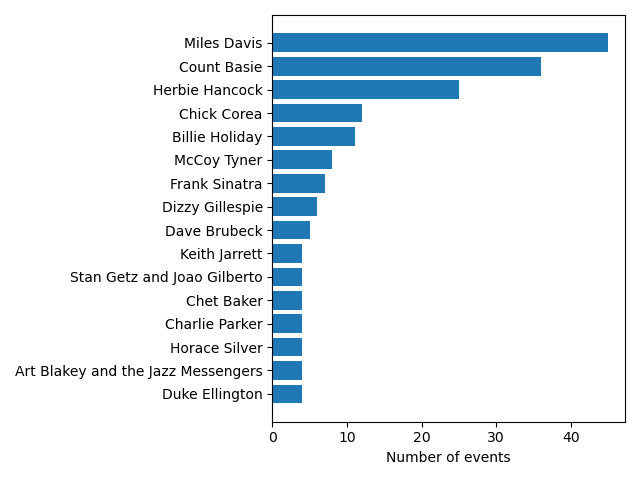 Miles Davis
Count Basie
Herbie Hancock
Chick Corea
Billie Holiday
McCoy Tyner
Frank Sinatra
Dizzy Gillespie
Dave Brubeck
Keith Jarrett
Stan Getz and Joao Gilberto
Chet Baker
Charlie Parker
Horace Silver
Art Blakey and the Jazz Messengers
Duke Ellington
0 10 20 30 40
Number of events